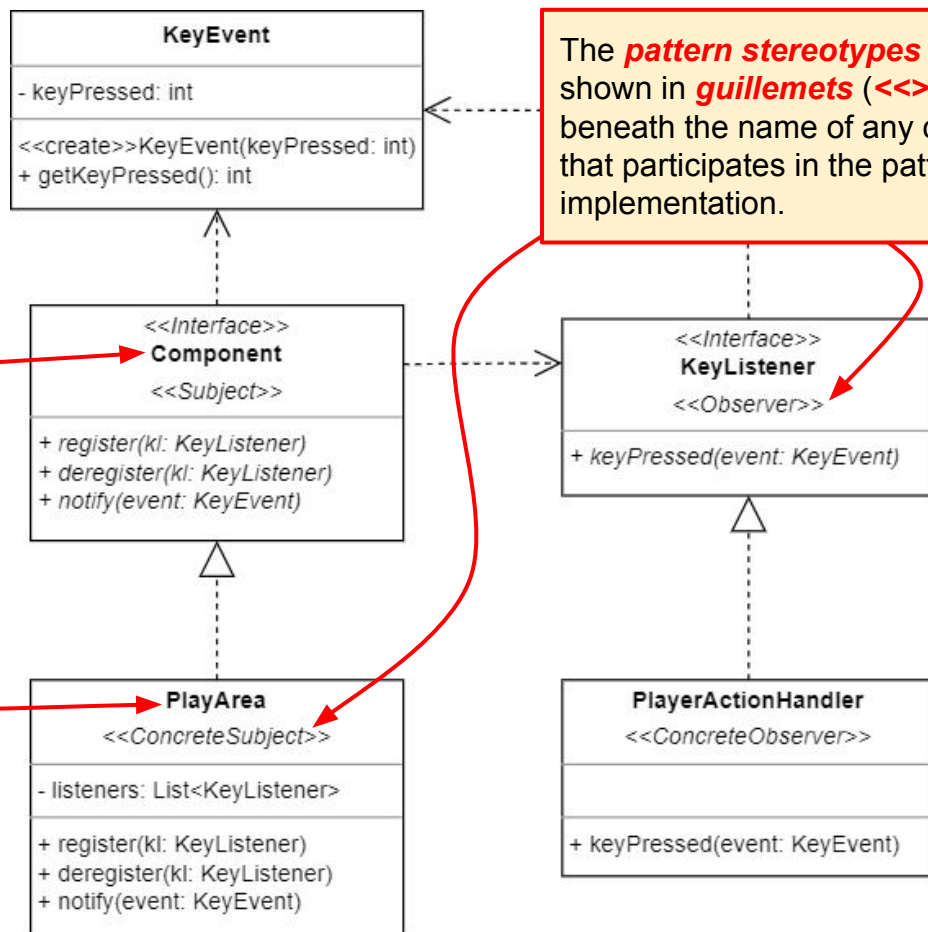 KeyEvent
- keyPressed: int
<<create>>KeyEvent(keyPressed: int)
+ getKeyPressed(): int
The pattern stereotypes
shown in guillemets (<<>
beneath the name of any
that participates in the
implementation.
<<Interface>>
Component
<<Subject>>
+ register(kl: KeyListener)
+ deregister(kl: KeyListener)
+ notify(event: KeyEvent)
<<Interface>>
KeyListener
<<Observer>>
+ keyPressed(event: KeyEvent)
PlayArea
<<ConcreteSubject>>
- listeners: List<KeyListener>
+ register(kl: KeyListener)
+ deregister(kl: KeyListener)
+ notify(event: KeyEvent)
PlayerActionHandler
<<ConcreteObserver>>
+ keyPressed(event: KeyEvent)